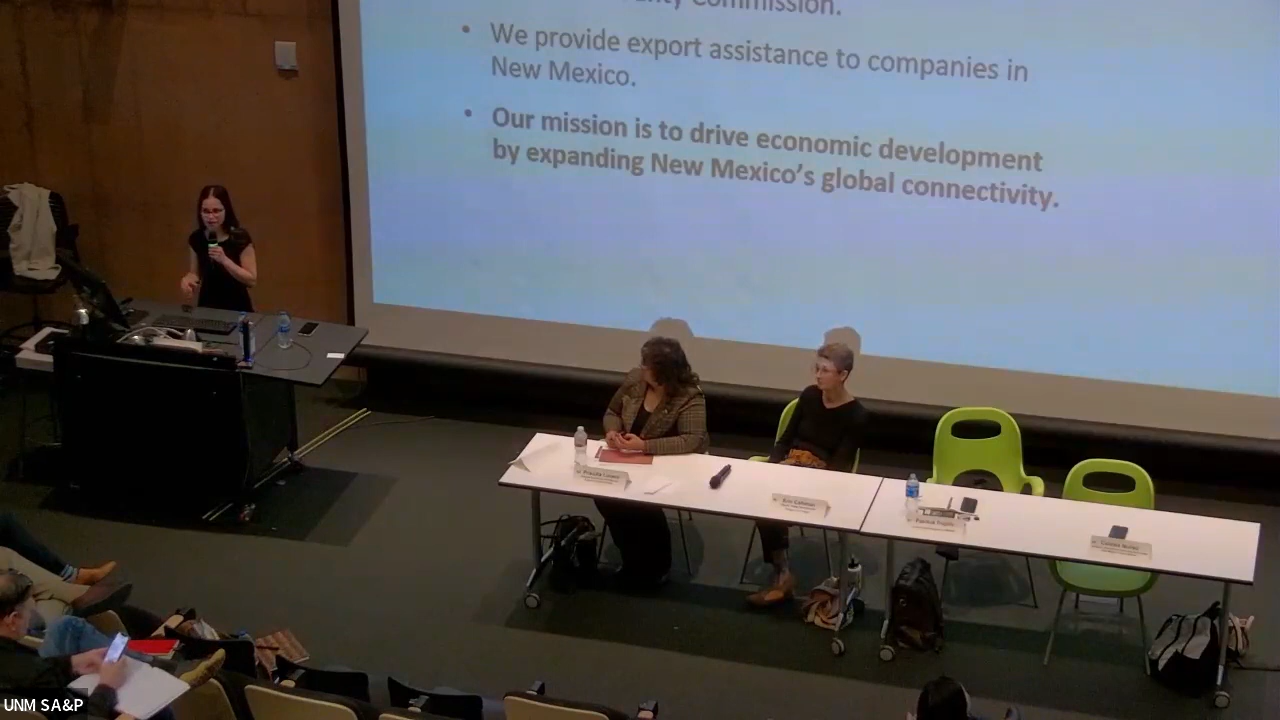 Commission.
• We provide export assistance to companies in
New Mexico.
• Our mission is to drive economic development
by expanding New Mexico’s global connectivity.
UNM SA&P